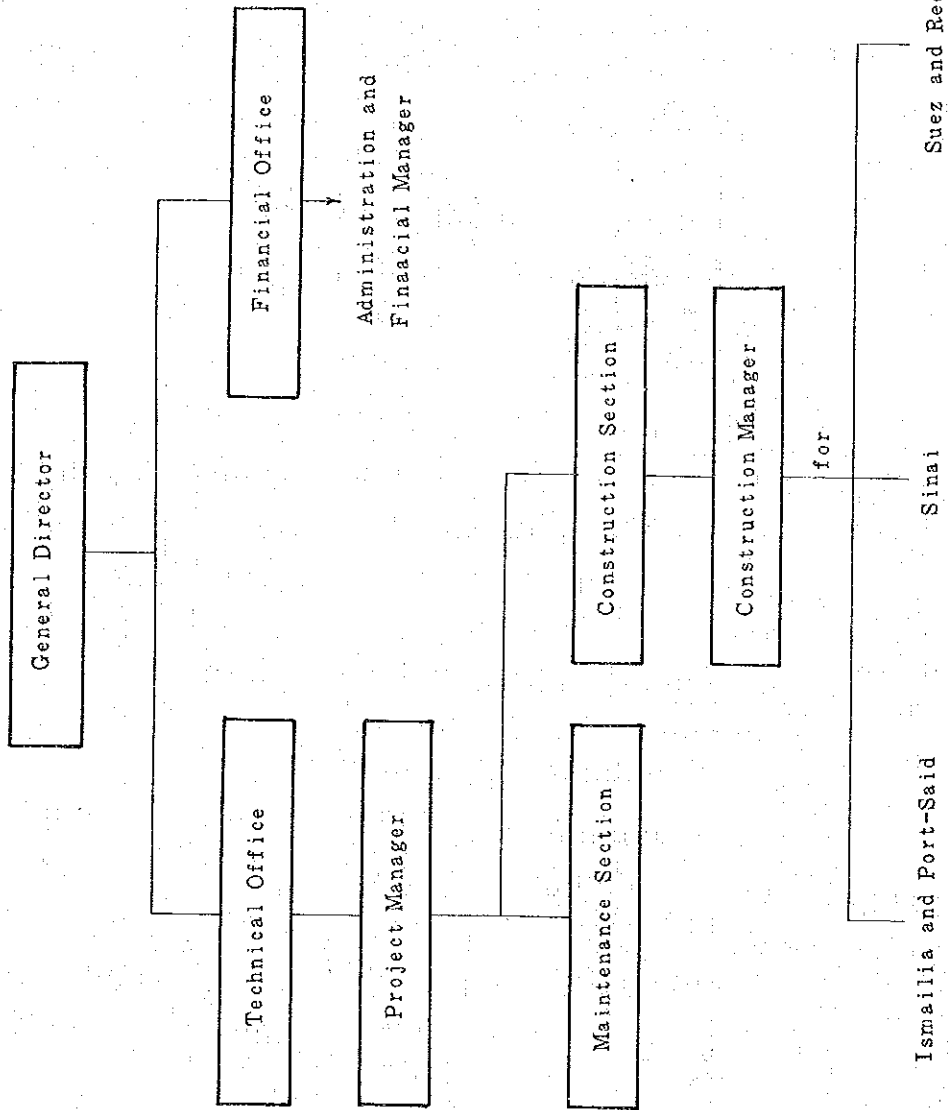 General Director
Technical Office
Financial Office
Project Manager
Administration and
Finaacial Manager
Maintenance Section
Construction Section
Construction Manager
for
Ismailia and Port-Said
Sinai
Suez and